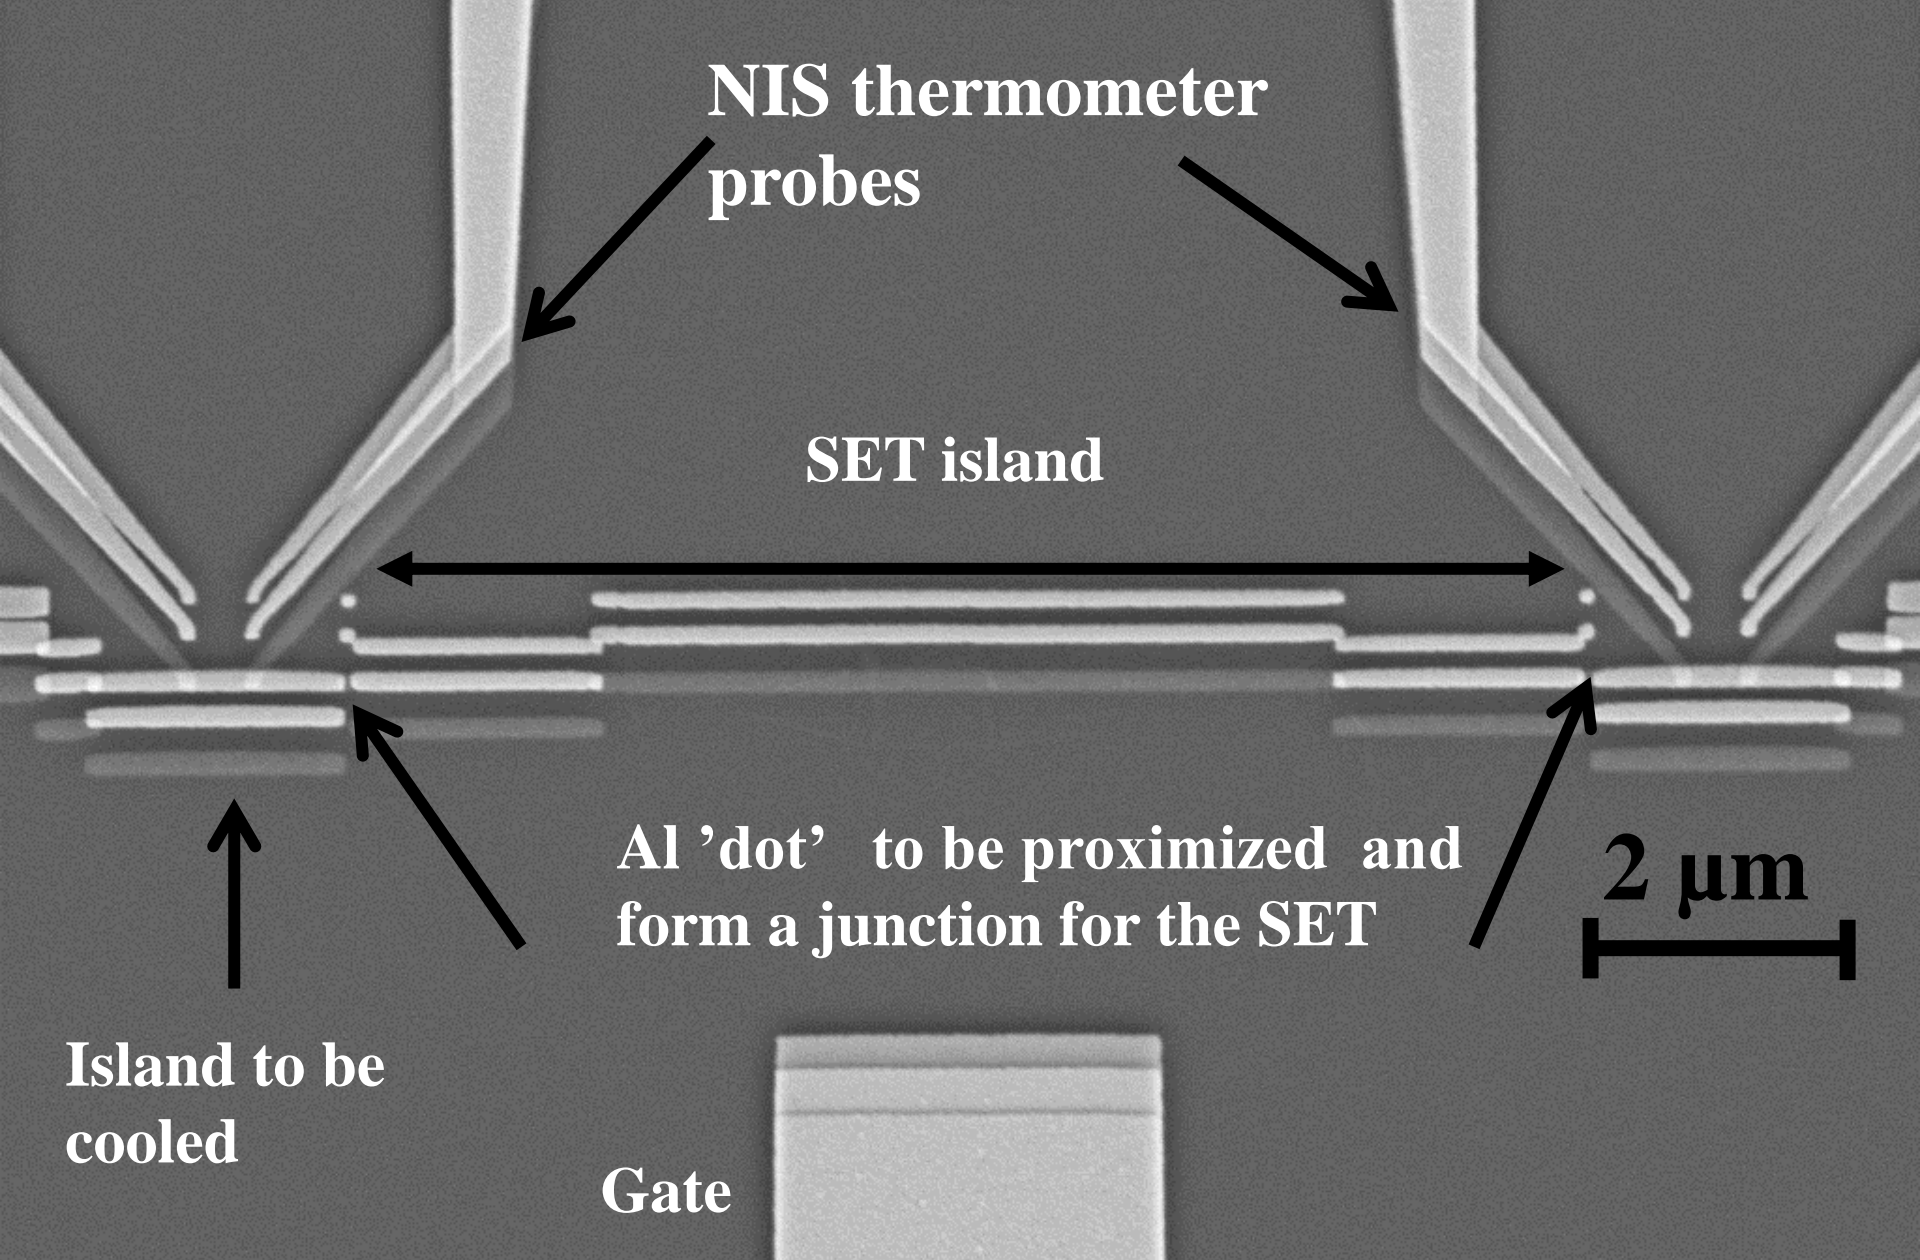 NIS thermometer
probes
SET island
Al ’dot’ to be proximized and
form a junction for the SET
2 μm
Island to be
cooled
Gate